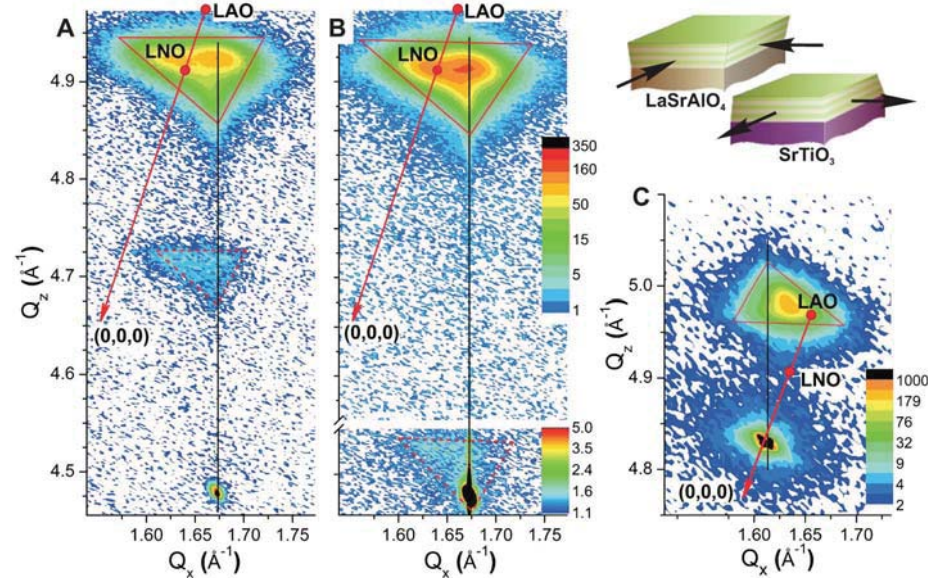 A
LAO
LNO
(0,0,0)
4.9
4.8
4.7
4.6
4.5
Q_z (Å⁻¹)
1.60 1.65 1.70 1.75
Q_x (Å⁻¹)
B
LAO
LNO
(0,0,0)
350
160
50
15
5
1
5.0
3.5
2.4
1.6
1.1
1.60 1.65 1.70 1.75
Q_x (Å⁻¹)
LaSrAlO₄
SrTiO₃
C
LAO
LNO
(0,0,0)
5.0
4.9
4.8
Q_z (Å⁻¹)
1000
179
76
32
9
4
2
1.60 1.65 1.70
Q_x (Å⁻¹)